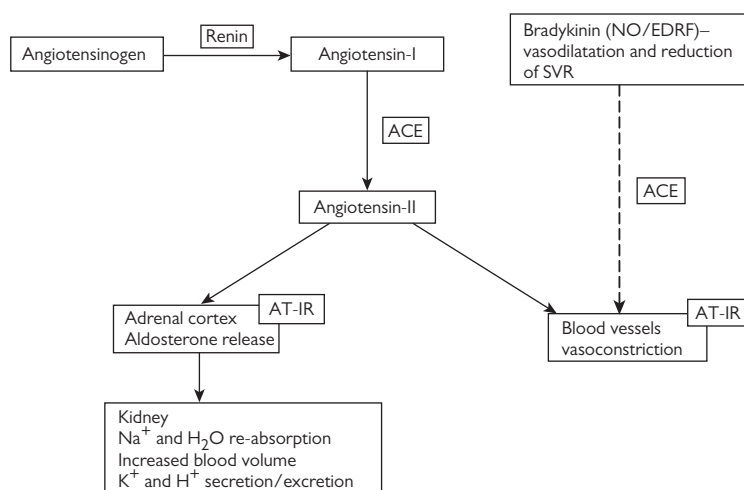 Renin
Angiotensinogen
Angiotensin-I
Bradykinin (NO/EDRF)–
vasodilatation and reduction
of SVR
ACE
ACE
Angiotensin-II
AT-IR
Adrenal cortex
Aldosterone release
AT-IR
Blood vessels
vasoconstriction
Kidney
Na⁺ and H₂O re-absorption
Increased blood volume
K⁺ and H⁺ secretion/excretion